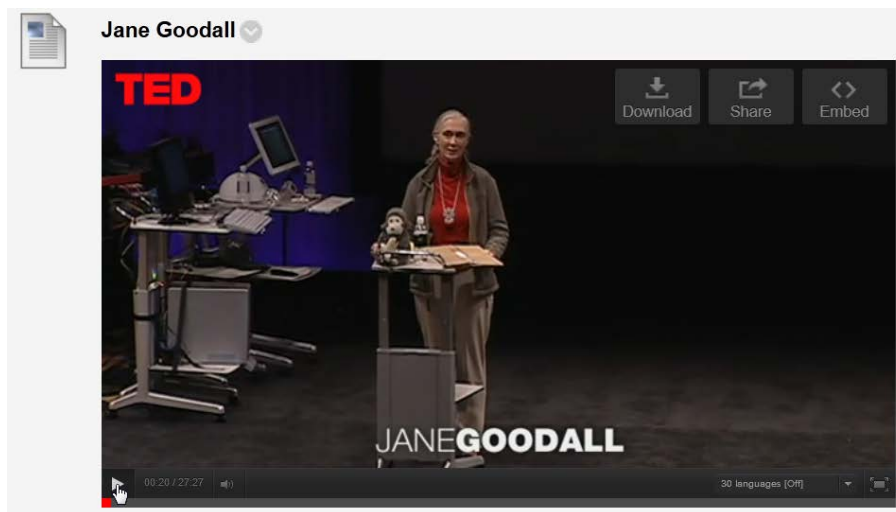 Jane Goodall
TED
Download
Share
Embed
JANEGOODALL
00:20 / 27:27
30 languages [Off]